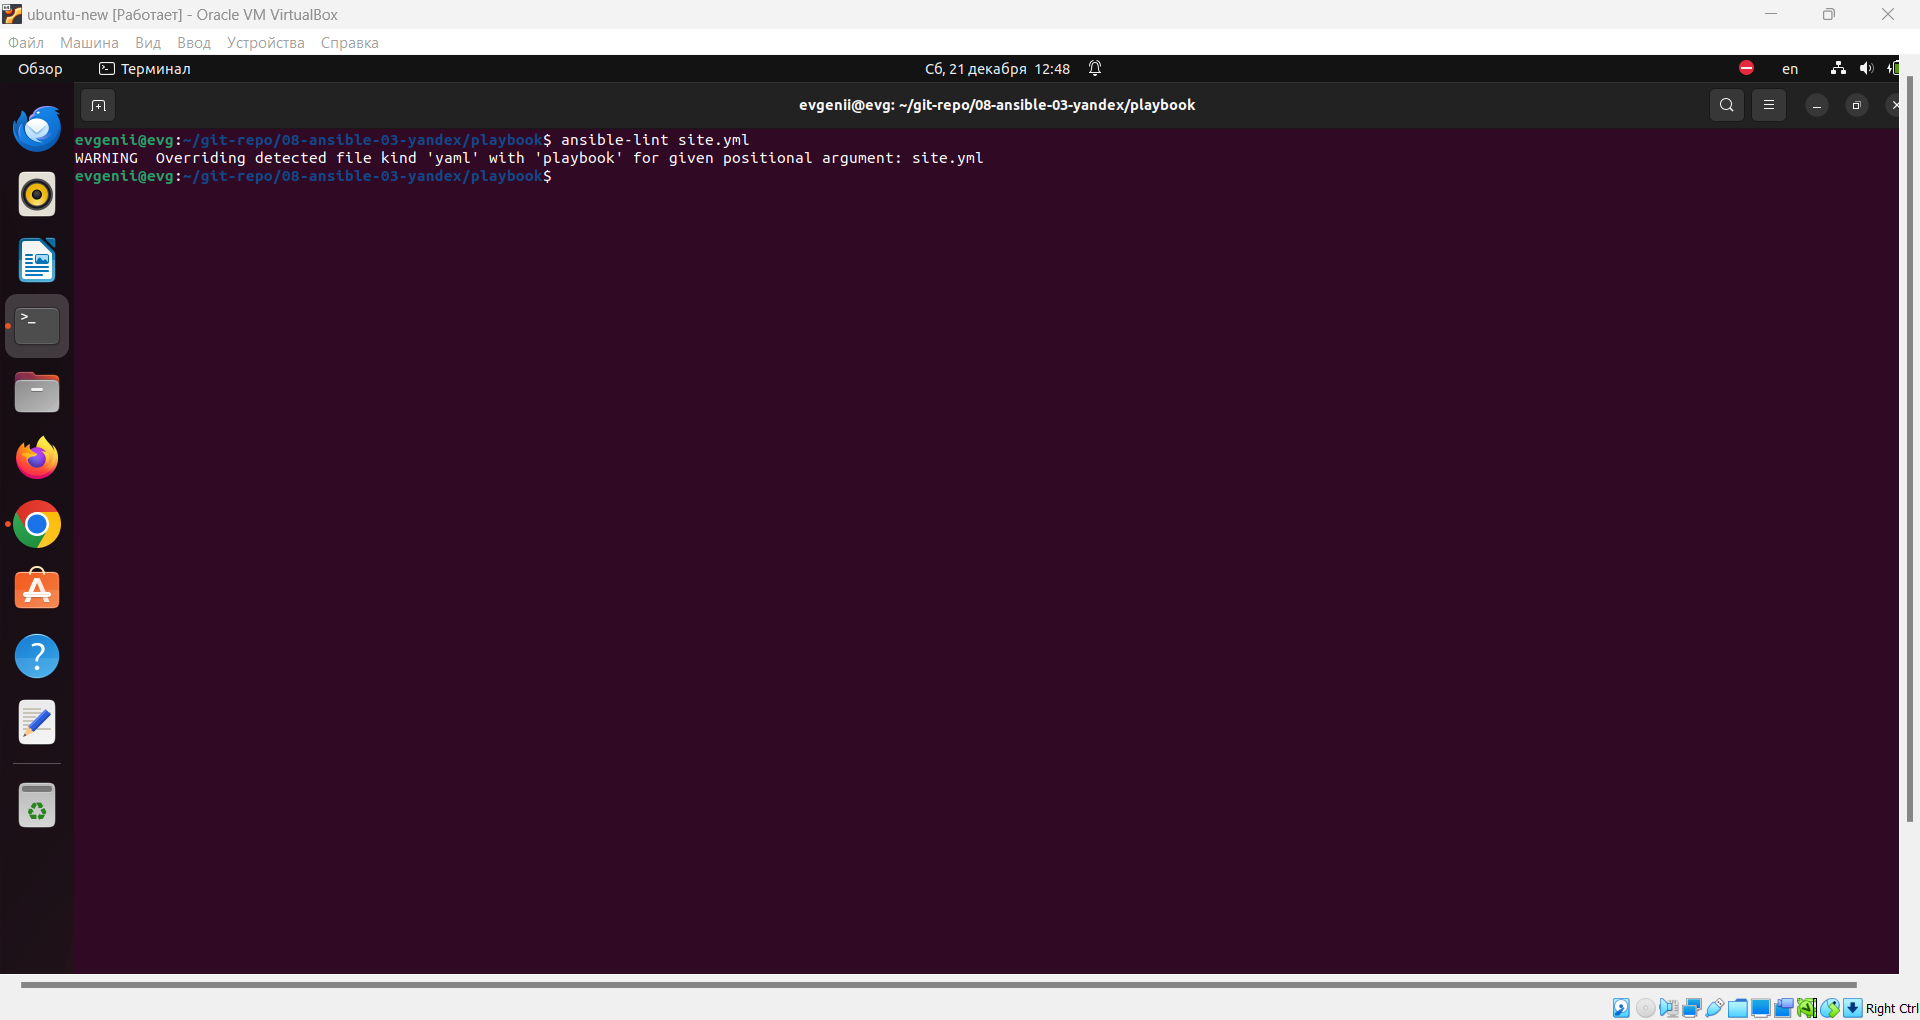 ubuntu-new [Работает] - Oracle VM VirtualBox
Файл Машина Вид Ввод Устройства Справка
Обзор Терминал Сб, 21 декабря 12:48 en
evgenii@evg: ~/git-repo/08-ansible-03-yandex/playbook
evgenii@evg:~/git-repo/08-ansible-03-yandex/playbook$ ansible-lint site.yml
WARNING  Overriding detected file kind 'yaml' with 'playbook' for given positional argument: site.yml
evgenii@evg:~/git-repo/08-ansible-03-yandex/playbook$
Right Ctrl